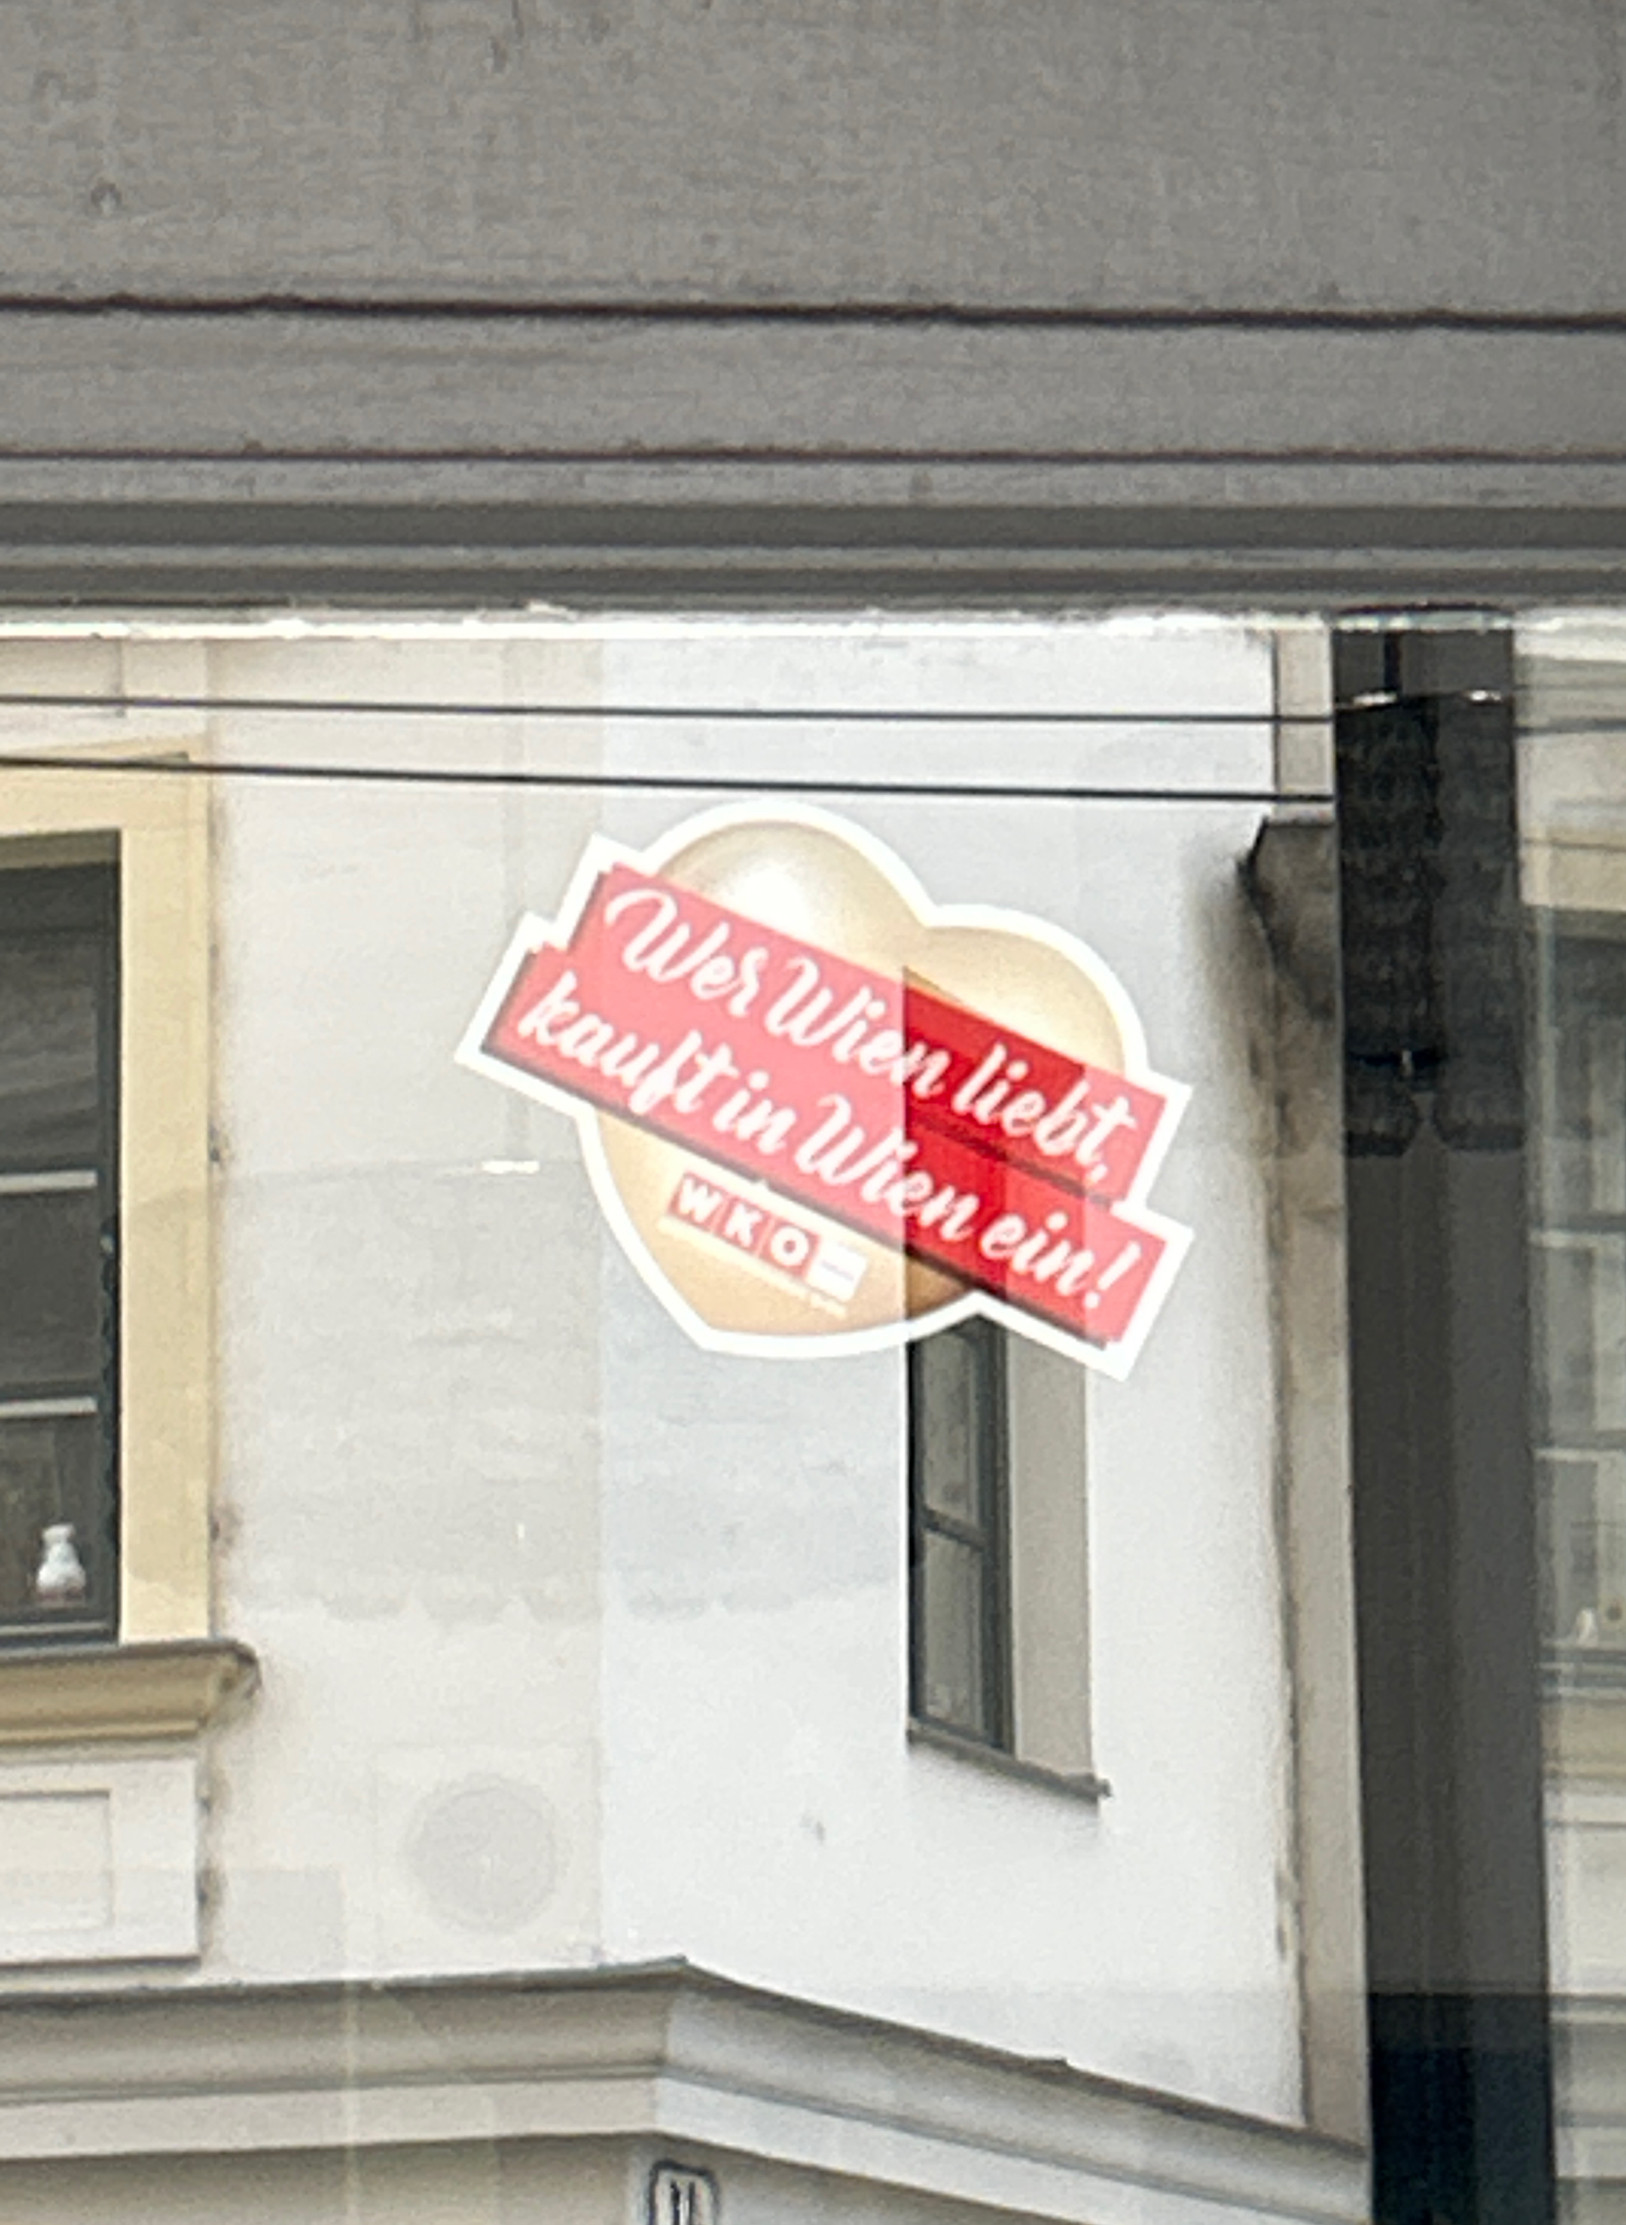 Wer Wien liebt,
kauft in Wien ein!
WKO